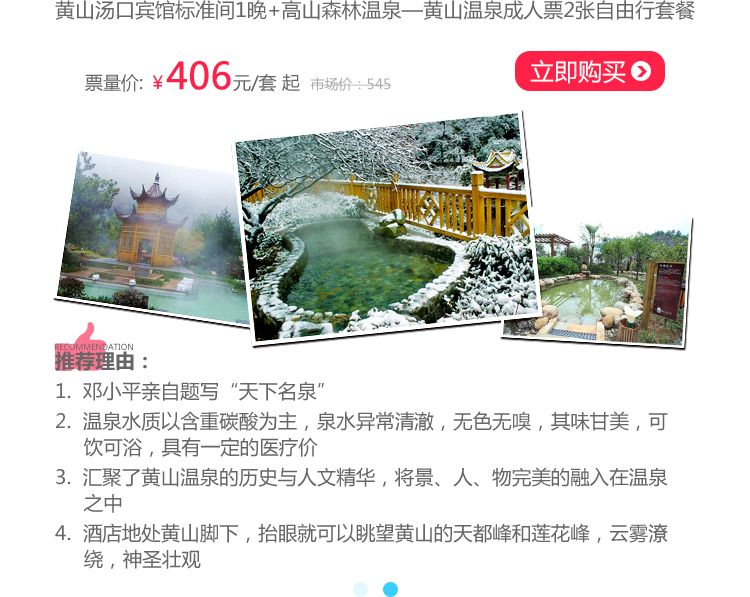 黄山汤口宾馆标准间1晚+高山森林温泉—黄山温泉成人票2张自由行套餐
票量价: ¥406元/套 起 市场价：545 立即购买
RECOMMENDATION
推荐理由：
1. 邓小平亲自题写“天下名泉”
2. 温泉水质以含重碳酸为主，泉水异常清澈，无色无嗅，其味甘美，可
饮可浴，具有一定的医疗价
3. 汇聚了黄山温泉的历史与人文精华，将景、人、物完美的融入在温泉
之中
4. 酒店地处黄山脚下，抬眼就可以眺望黄山的天都峰和莲花峰，云雾潦
绕，神圣壮观